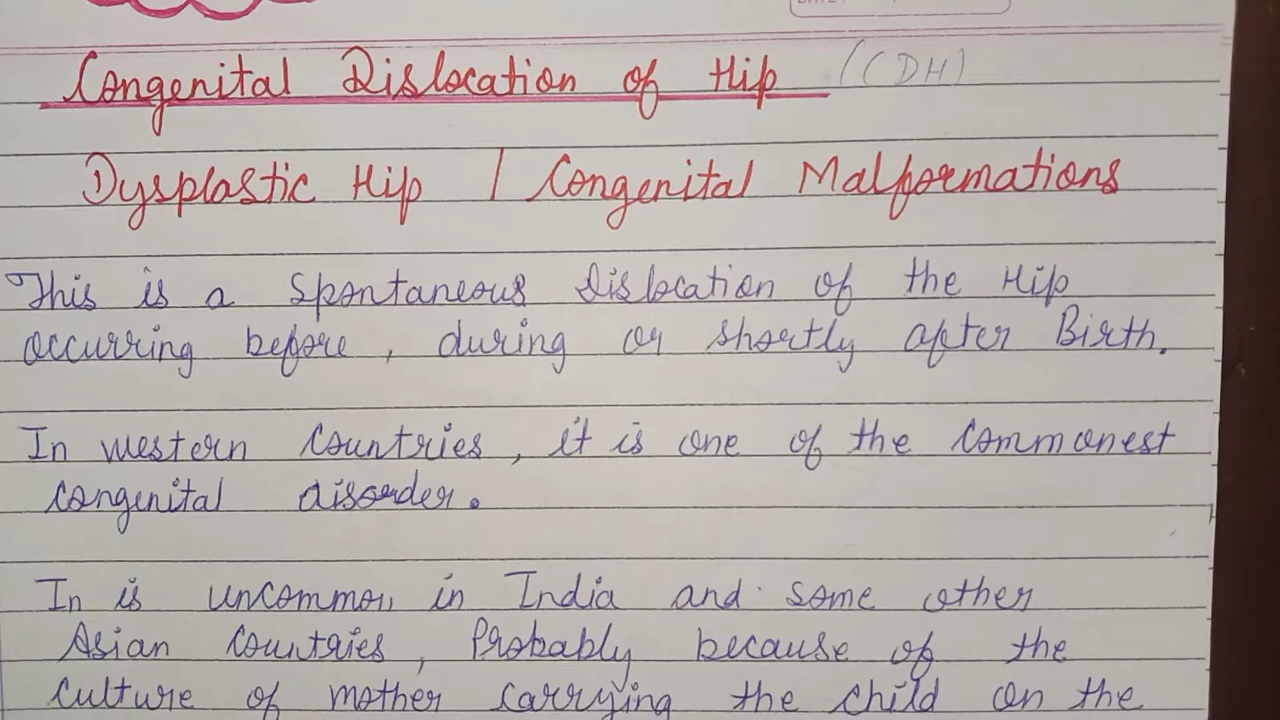 Congenital Dislocation of Hip (CDH)
Dysplastic Hip / Congenital Malformations
This is a Spontaneous dislocation of the Hip
occurring before, during or shortly after Birth.
In western countries, it is one of the commonest
congenital disorder.
In is uncommon in India and some other
Asian countries, Probably because of the
culture of mother carrying the child on the